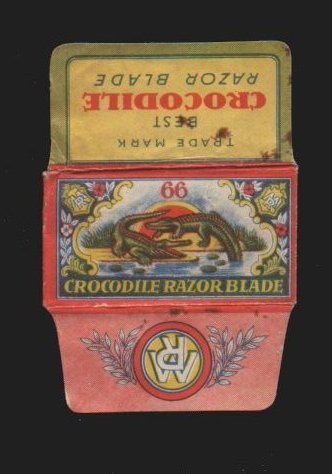 TRADE MARK
BEST
CROCODILE
RAZOR BLADE
66
CROCODILE RAZOR BLADE